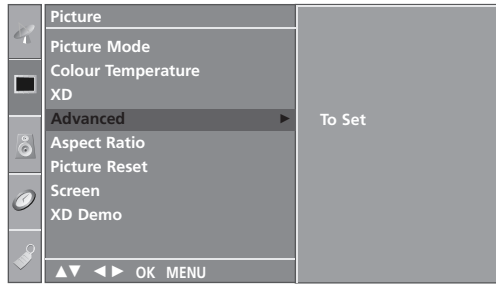 Picture
Picture Mode
Colour Temperature
XD
Advanced ▶ To Set
Aspect Ratio
Picture Reset
Screen
XD Demo
▲▼ ◀▶ OK MENU